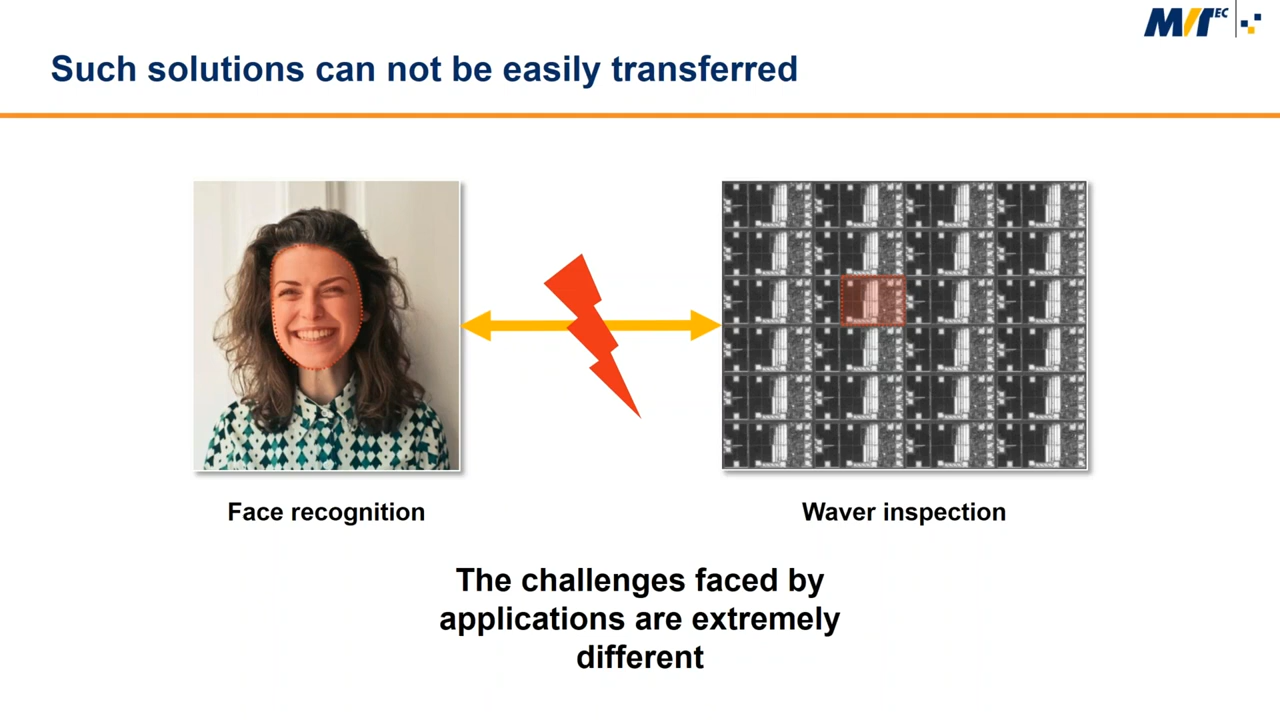 MVTEC
Such solutions can not be easily transferred
Face recognition
Waver inspection
The challenges faced by
applications are extremely
different